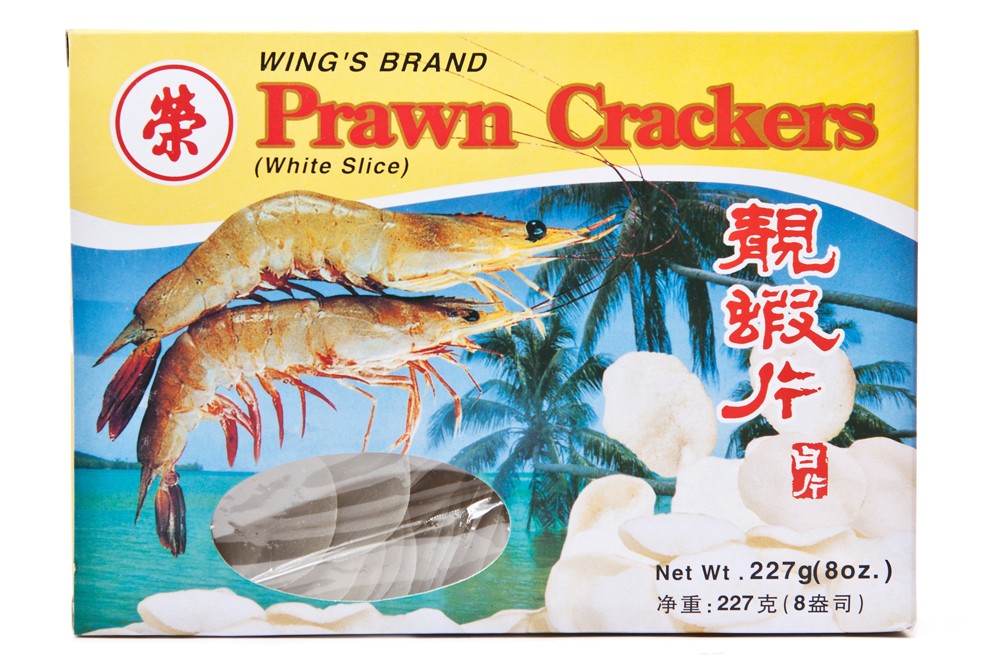 榮
WING'S BRAND
Prawn Crackers
(White Slice)
靚蝦片
白片
Net Wt. 227g(8oz.)
净重:227克(8盎司)